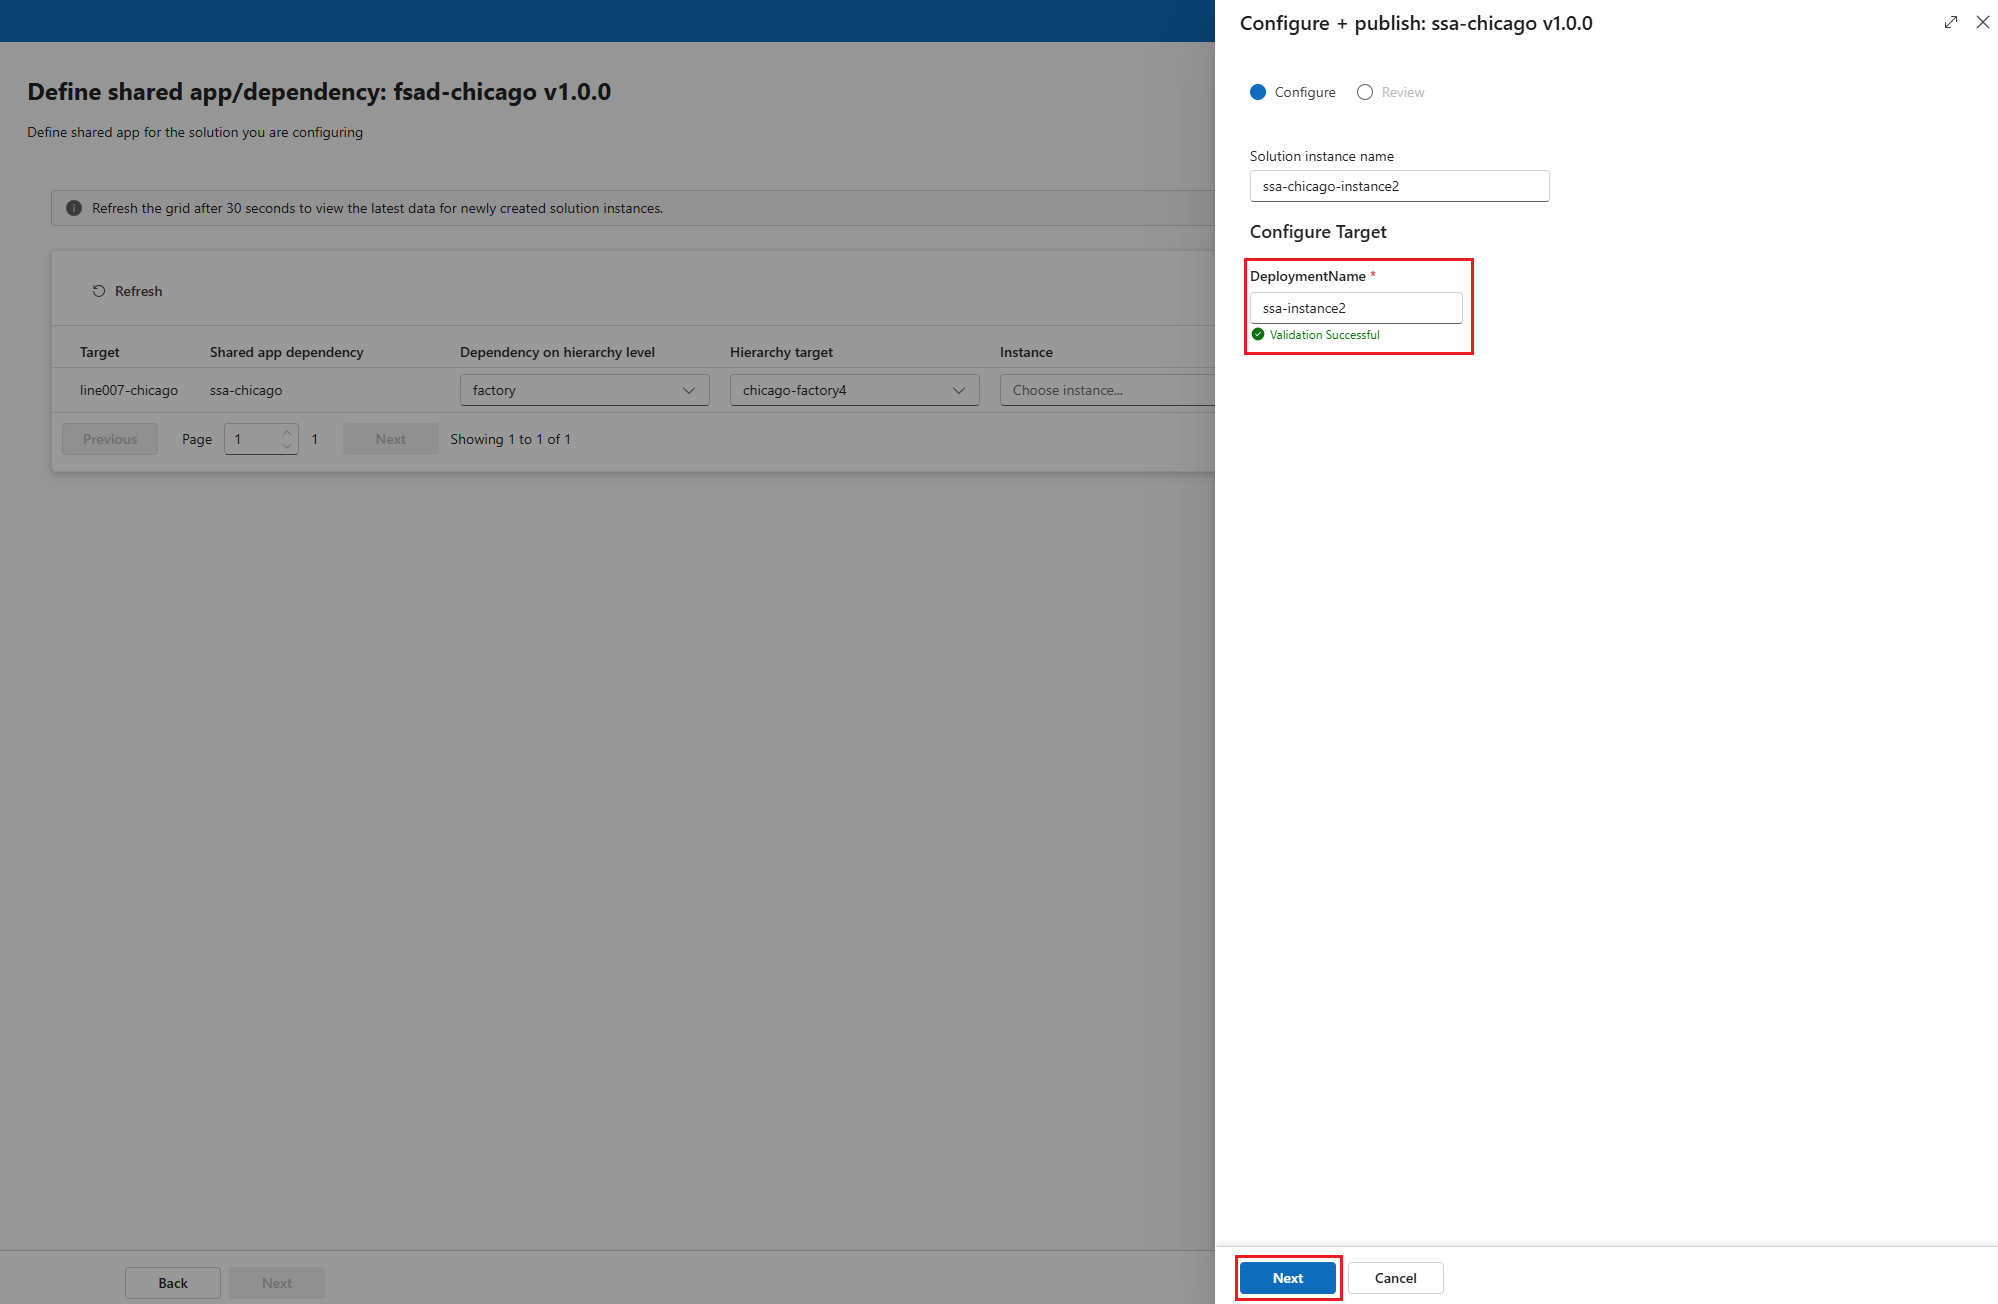 Define shared app/dependency: fsad-chicago v1.0.0
Define shared app for the solution you are configuring
Refresh the grid after 30 seconds to view the latest data for newly created solution instances.
Refresh
Target Shared app dependency Dependency on hierarchy level Hierarchy target Instance
line007-chicago ssa-chicago factory chicago-factory4 Choose instance...
Previous Page 1 1 Next Showing 1 to 1 of 1
Back Next
Configure + publish: ssa-chicago v1.0.0
Configure Review
Solution instance name
ssa-chicago-instance2
Configure Target
DeploymentName *
ssa-instance2
Validation Successful
Next Cancel